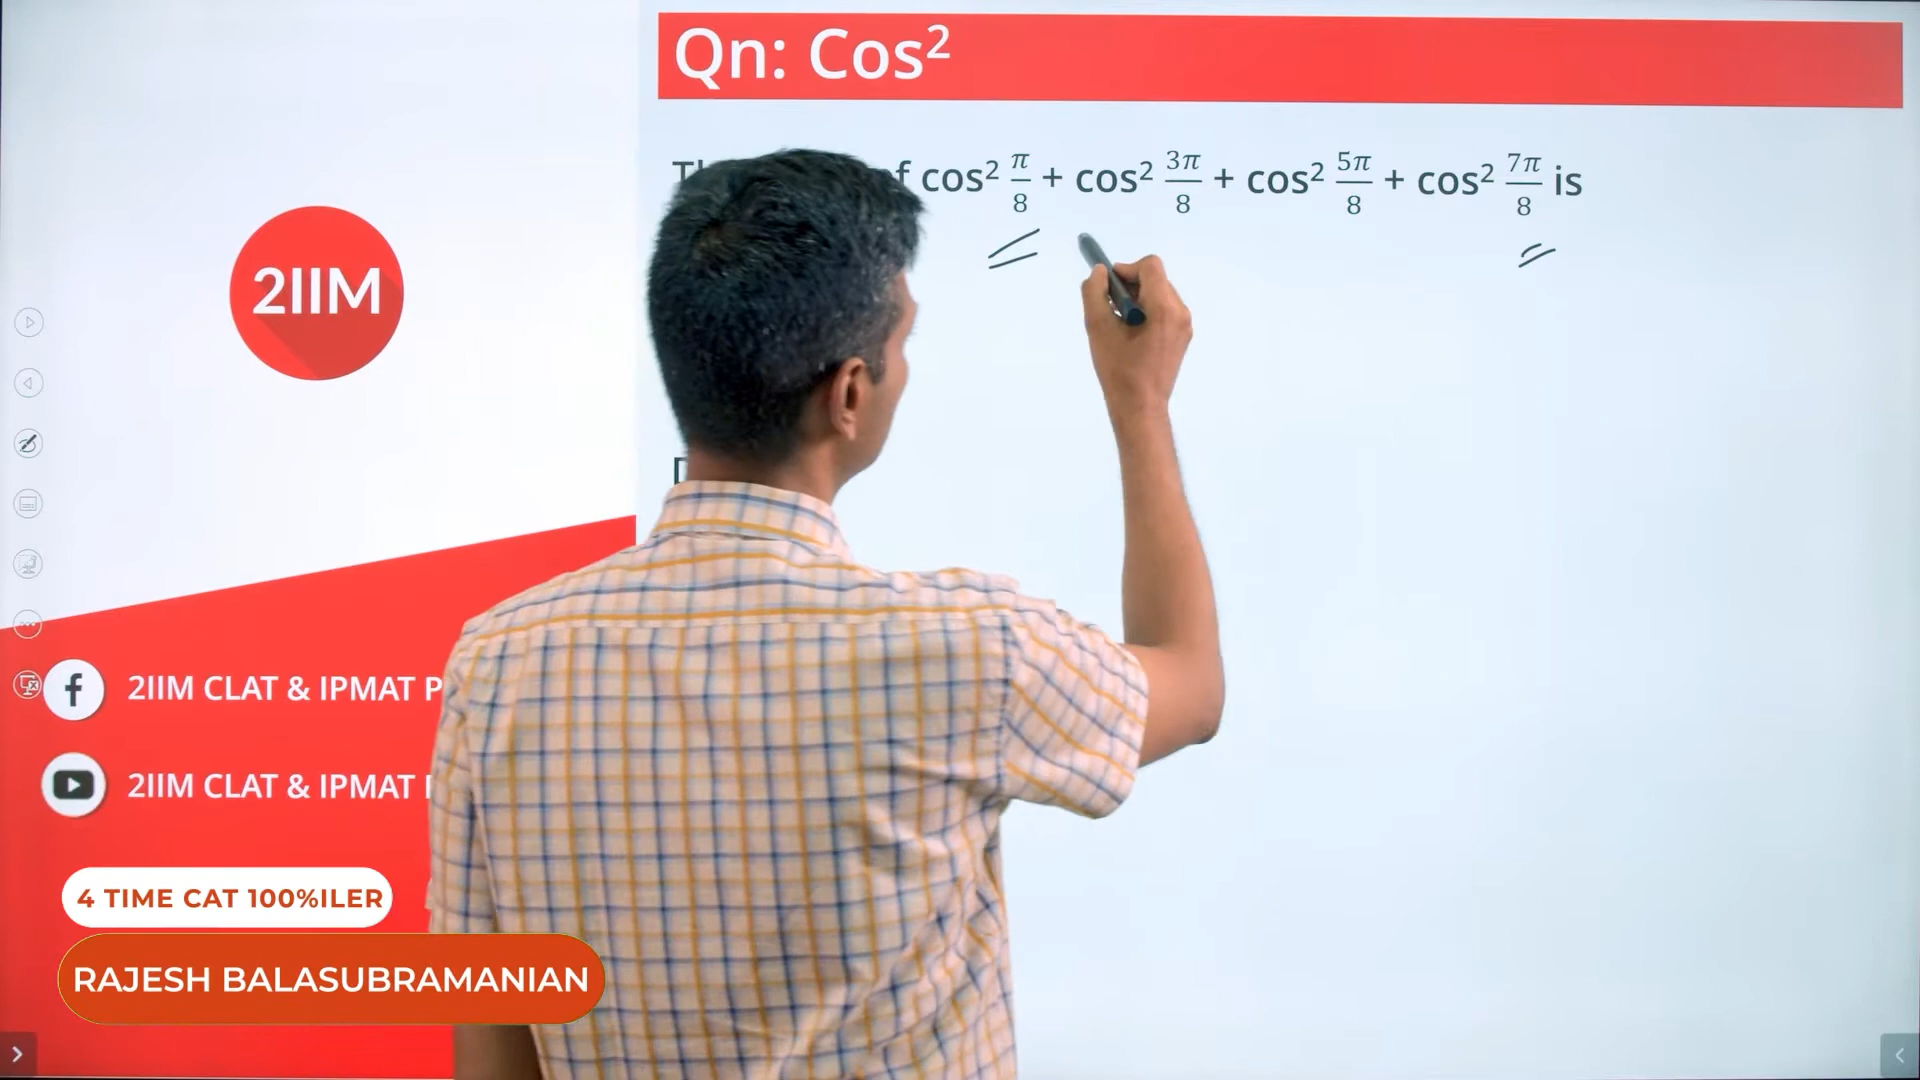 Qn: Cos²
of cos² π/8 + cos² 3π/8 + cos² 5π/8 + cos² 7π/8 is
2IIM
2IIM CLAT & IPMAT P
2IIM CLAT & IPMAT
4 TIME CAT 100%ILER
RAJESH BALASUBRAMANIAN